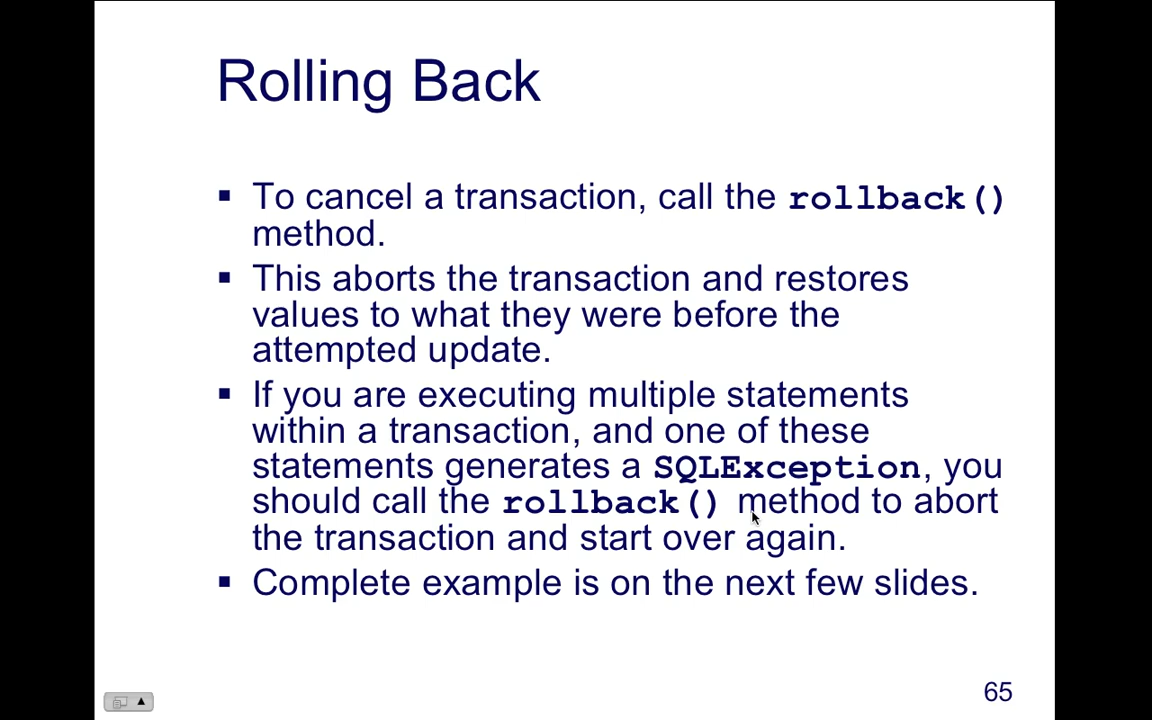 Rolling Back
▪ To cancel a transaction, call the rollback()
method.
▪ This aborts the transaction and restores
values to what they were before the
attempted update.
▪ If you are executing multiple statements
within a transaction, and one of these
statements generates a SQLException, you
should call the rollback() method to abort
the transaction and start over again.
▪ Complete example is on the next few slides.
65